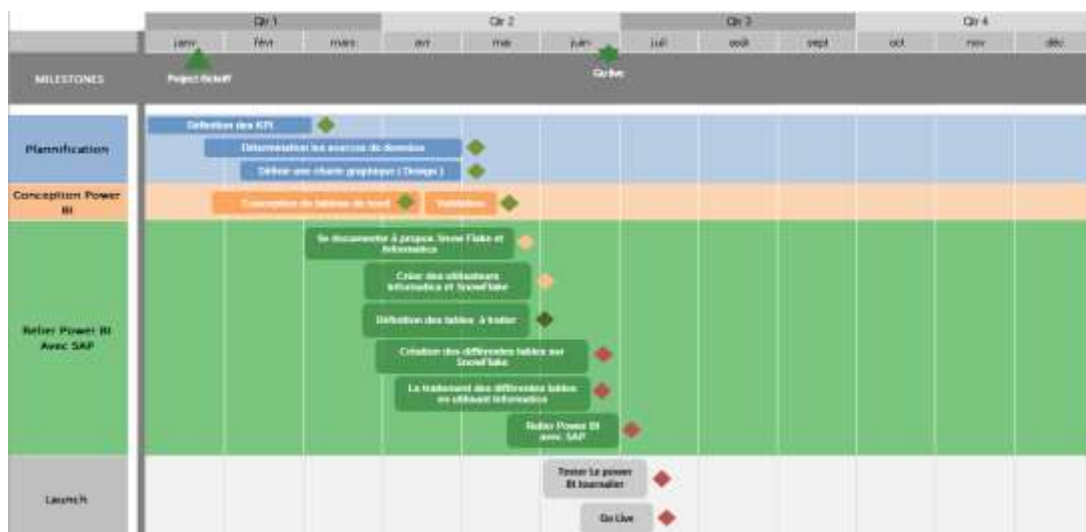 Qtr 1 Qtr 2 Qtr 3 Qtr 4
janv févr mars avr mai juin juil août sept oct nov déc
MILESTONES
Project Kickoff
Go live
Plannification
Définition des KPI
Détermination les sources de données
Définir une charte graphique ( Design )
Conception Power
BI
Conception de tableau de bord
Validation
Relier Power BI
Avec SAP
Se documenter à propos Snow Flake et
Informatica
Créer des utilisateurs
Informatica et SnowFlake
Définition des tables à traiter
Création des différentes tables sur
SnowFlake
Le traitement des différentes tables
en utilisant Informatica
Relier Power BI
avec SAP
Launch
Tester Le power
BI journalier
Go Live